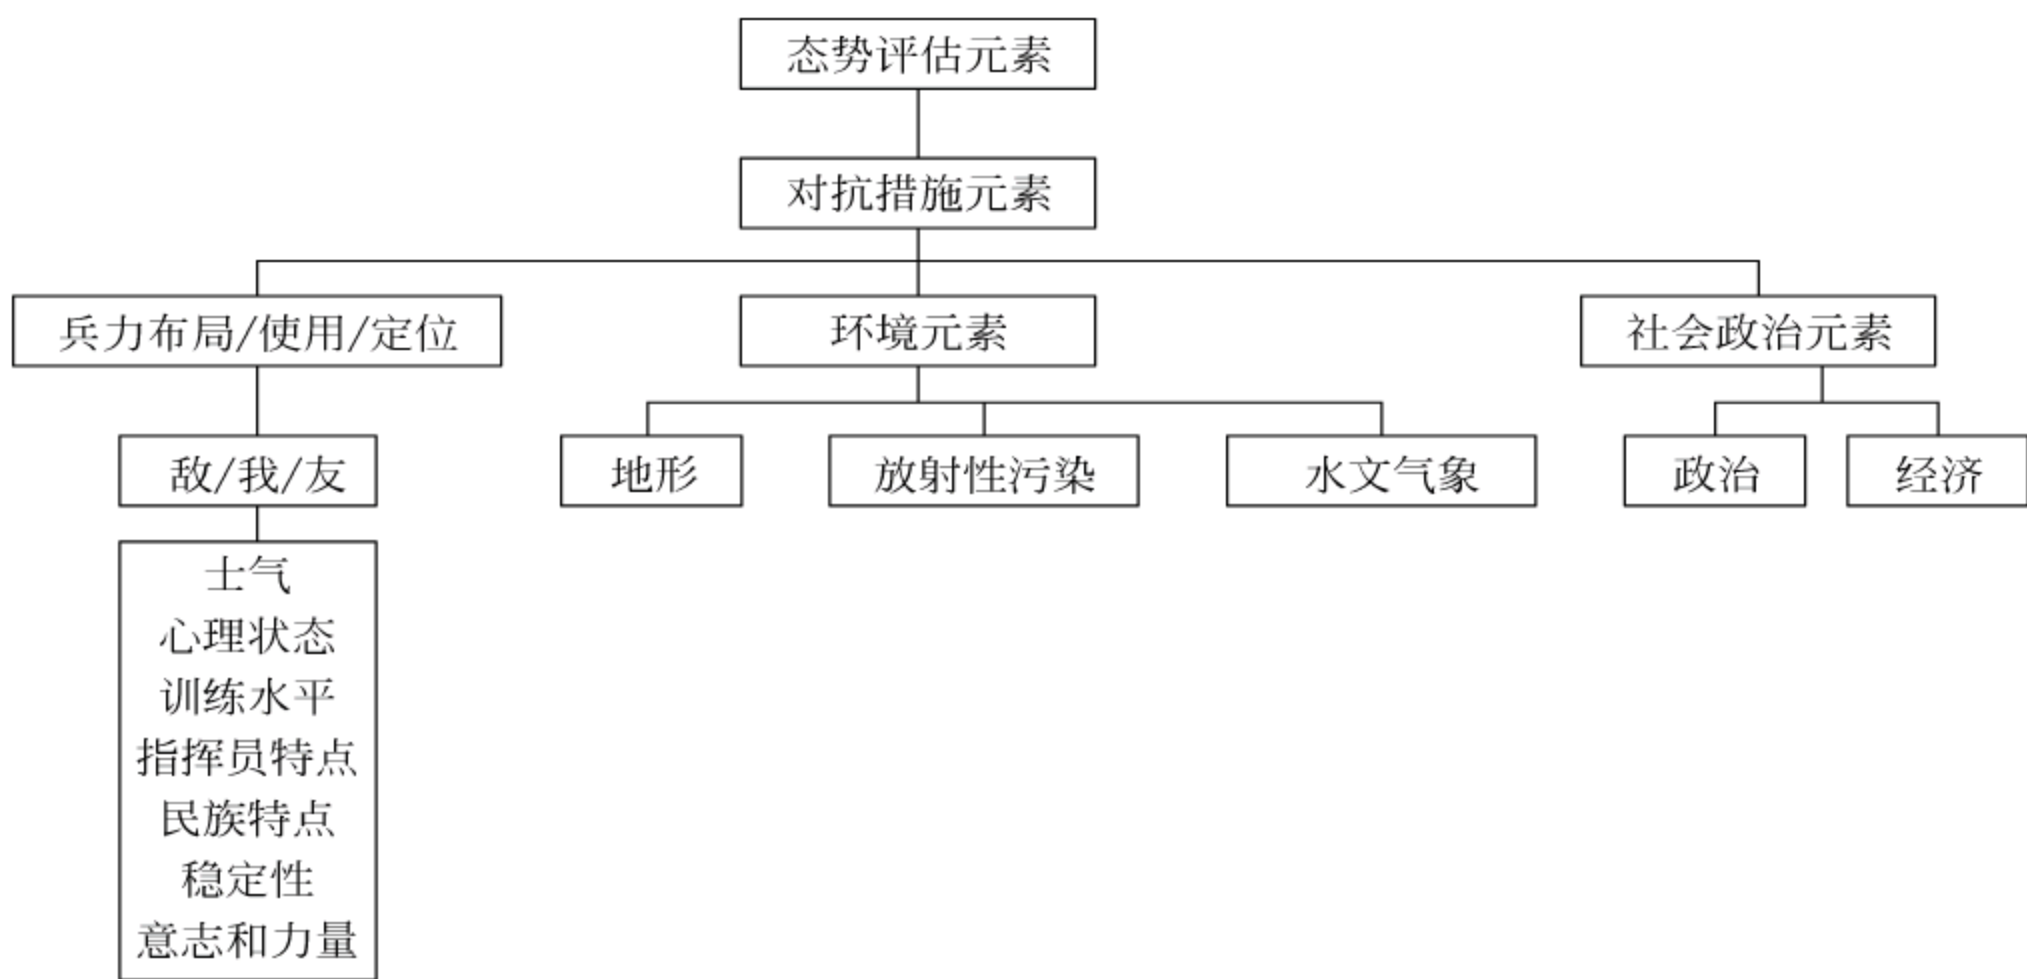 态势评估元素
对抗措施元素
兵力布局/使用/定位
环境元素
社会政治元素
敌/我/友
地形
放射性污染
水文气象
政治
经济
士气
心理状态
训练水平
指挥员特点
民族特点
稳定性
意志和力量